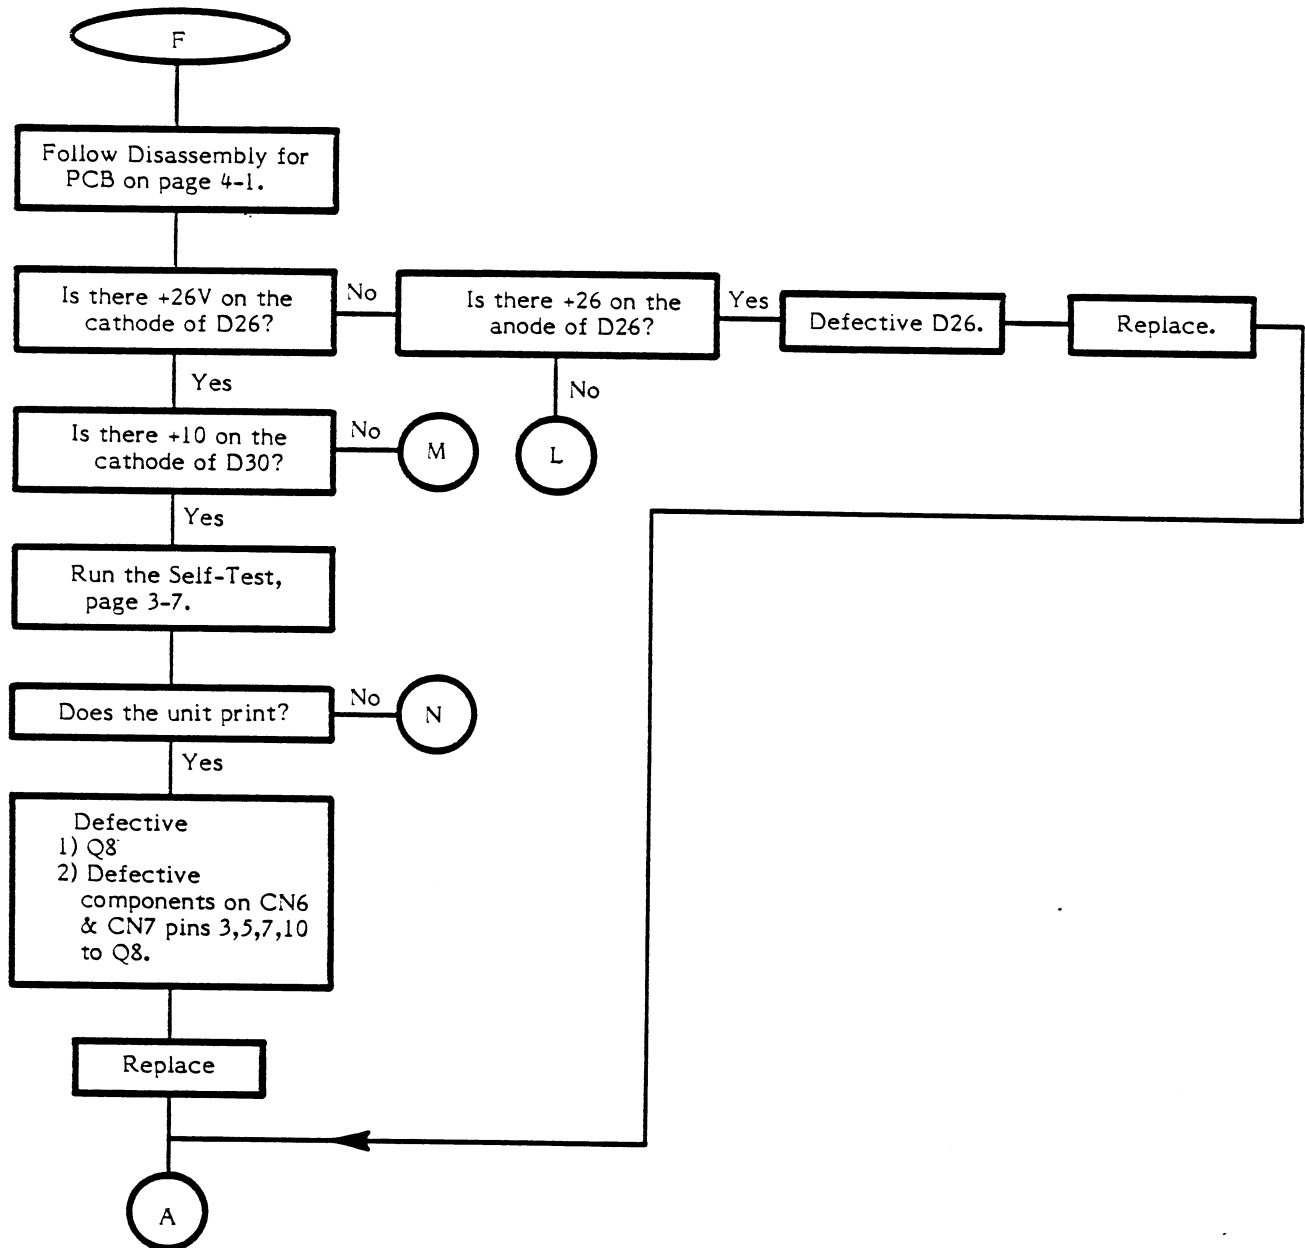 F
Follow Disassembly for
PCB on page 4-1.
Is there +26V on the
cathode of D26?
No
Is there +26 on the
anode of D26?
Yes
Defective D26.
Replace.
Yes
No
Is there +10 on the
cathode of D30?
No
M
L
Yes
Run the Self-Test,
page 3-7.
Does the unit print?
No
N
Yes
Defective
1) Q8
2) Defective
components on CN6
& CN7 pins 3,5,7,10
to Q8.
Replace
A